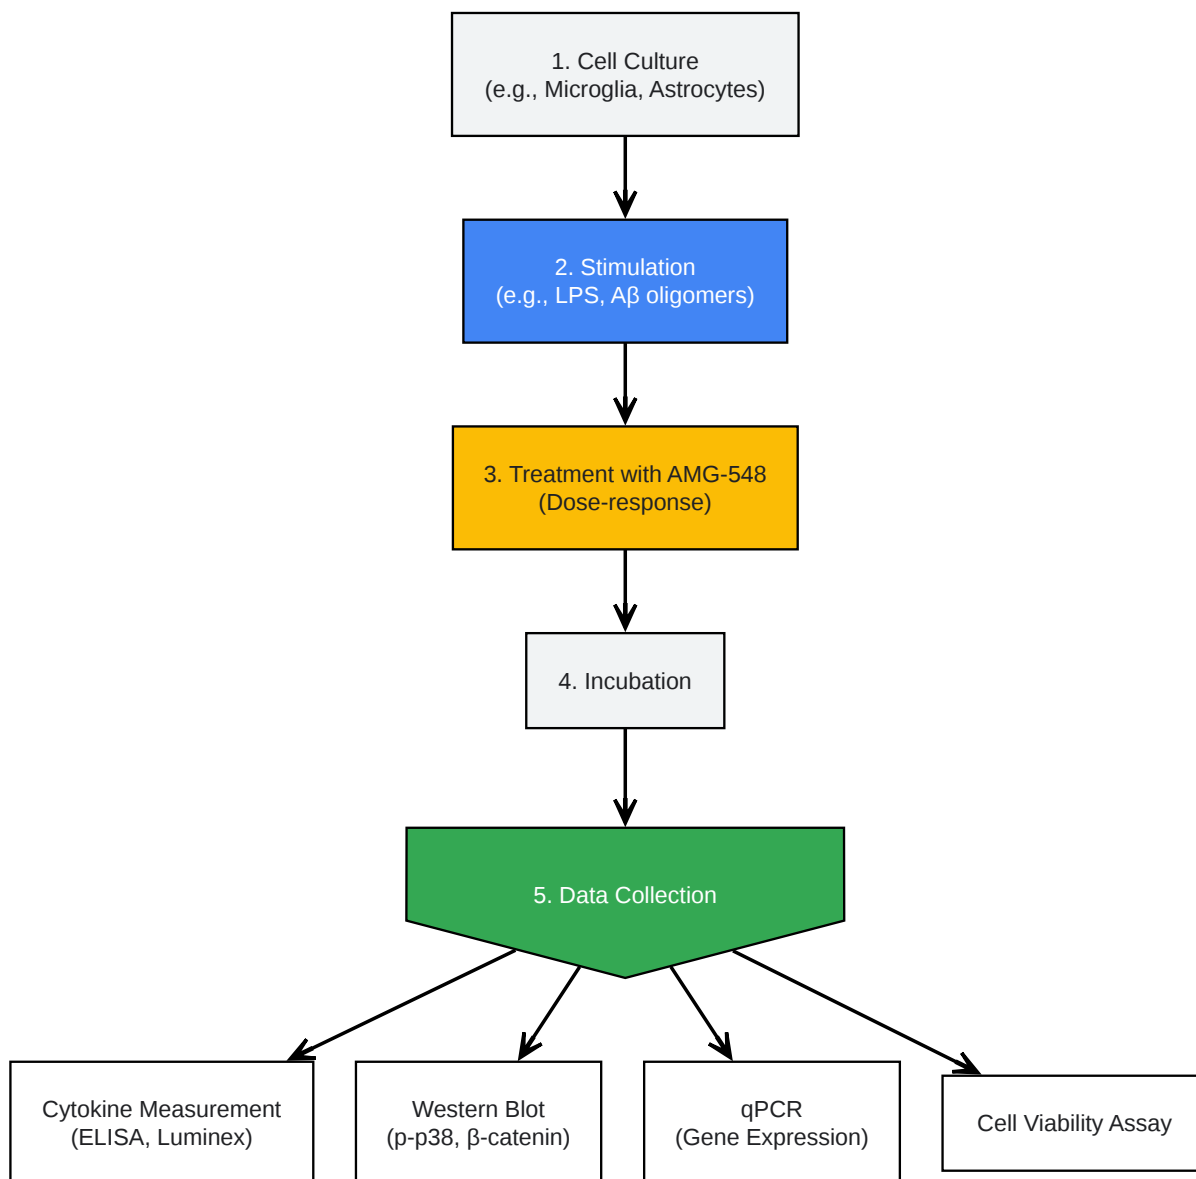 1. Cell Culture
(e.g., Microglia, Astrocytes)
2. Stimulation
(e.g., LPS, Aβ oligomers)
3. Treatment with AMG-548
(Dose-response)
4. Incubation
5. Data Collection
Cytokine Measurement
(ELISA, Luminex)
Western Blot
(p-p38, β-catenin)
qPCR
(Gene Expression)
Cell Viability Assay